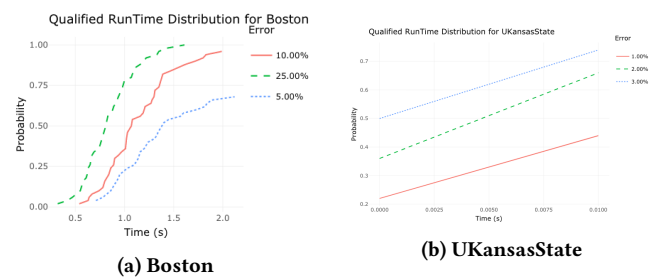 Qualified RunTime Distribution for Boston
Error
10.00%
25.00%
5.00%
1.00
0.75
0.50
0.25
0.00
Probability
0.5
1.0
1.5
2.0
Time (s)
(a) Boston
Qualified RunTime Distribution for UKansasState
Error
1.00%
2.00%
3.00%
0.7
0.6
0.5
0.4
0.3
0.2
Probability
0.0000
0.0025
0.0050
0.0075
0.0100
Time (s)
(b) UKansasState